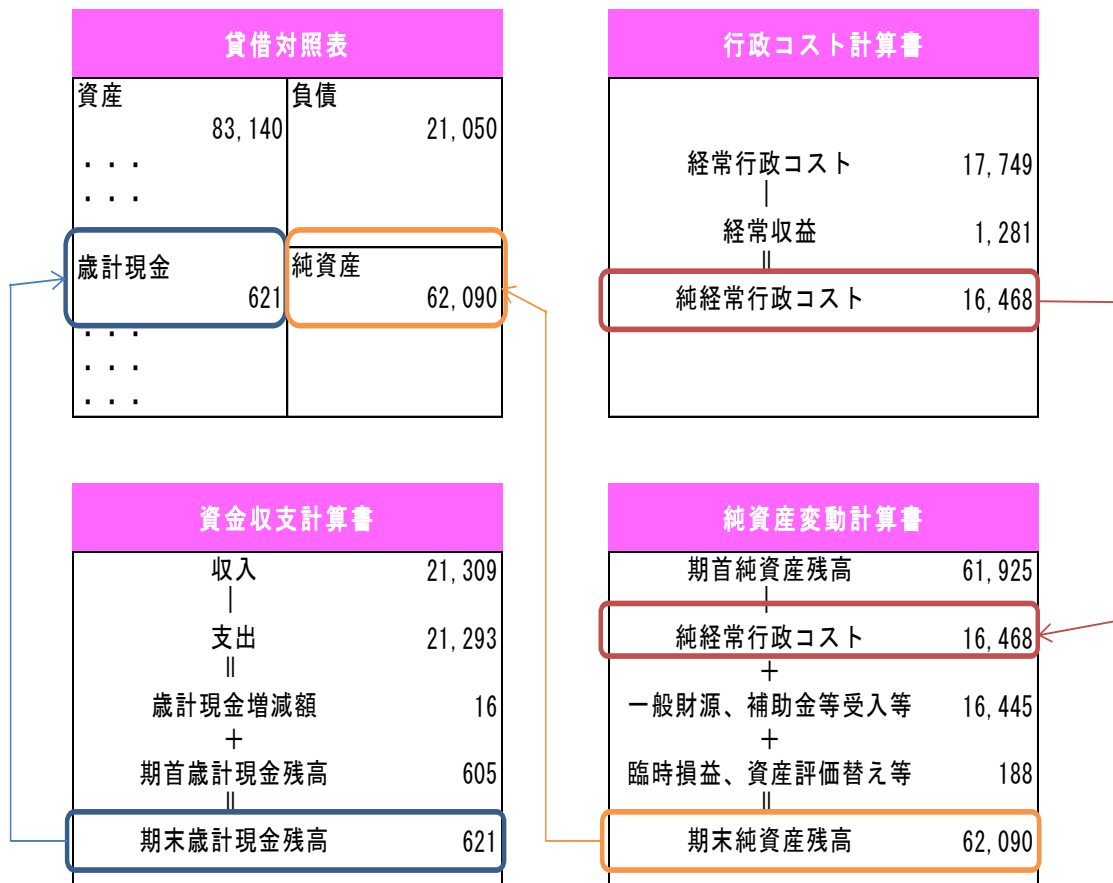 貸借対照表
資産 負債
83,140 21,050
・・・
・・・
歳計現金 純資産
621 62,090
・・・
・・・
・・・
行政コスト計算書
経常行政コスト 17,749
|
経常収益 1,281
||
純経常行政コスト 16,468
資金収支計算書
収入 21,309
|
支出 21,293
||
歳計現金増減額 16
+
期首歳計現金残高 605
||
期末歳計現金残高 621
純資産変動計算書
期首純資産残高 61,925
|
純経常行政コスト 16,468
+
一般財源、補助金等受入等 16,445
+
臨時損益、資産評価替え等 188
||
期末純資産残高 62,090